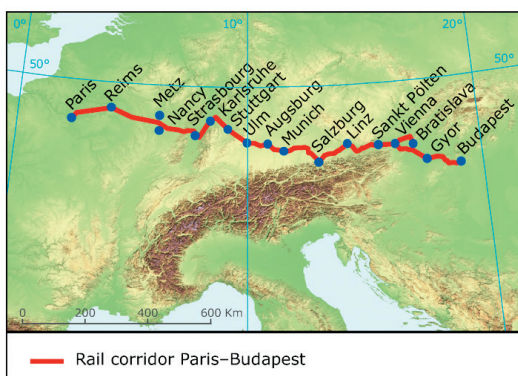 0°
10°
20°
50°
50°
Paris
Reims
Metz
Nancy
Strasbourg
Karlsruhe
Stuttgart
Ulm
Augsburg
Munich
Salzburg
Linz
Sankt Pölten
Vienna
Bratislava
Gyor
Budapest
0 200 400 600 Km
Rail corridor Paris–Budapest